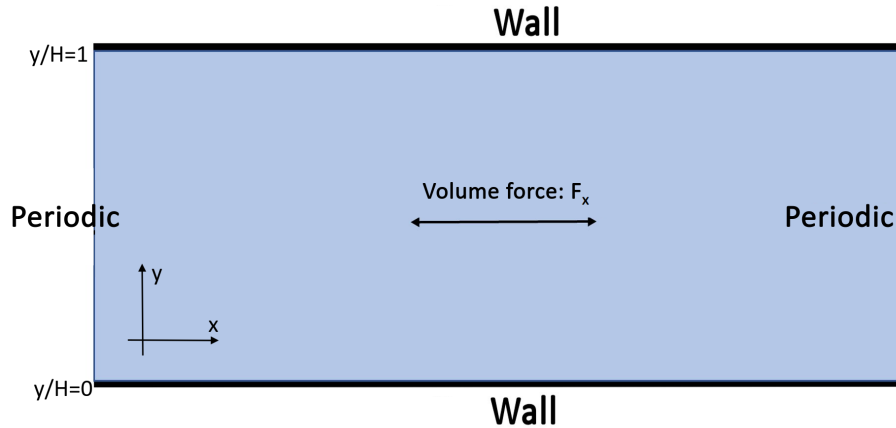 Wall
y/H=1
Volume force: Fx
Periodic
Periodic
y
x
y/H=0
Wall